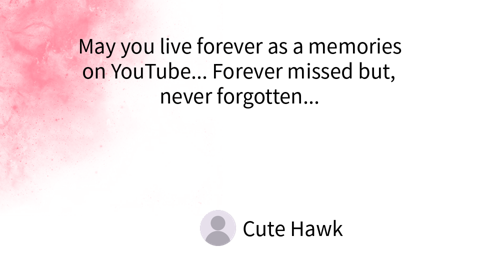 May you live forever as a memories
on YouTube... Forever missed but,
never forgotten...
Cute Hawk